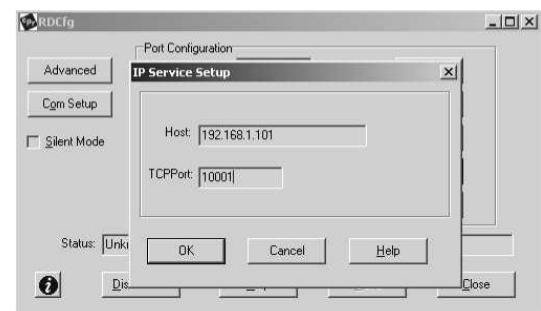 RDCfg
Port Configuration
Advanced
IP Service Setup
Com Setup
Host: 192.168.1.101
Silent Mode
TCPPort: 10001
Status:
OK
Cancel
Help
Close